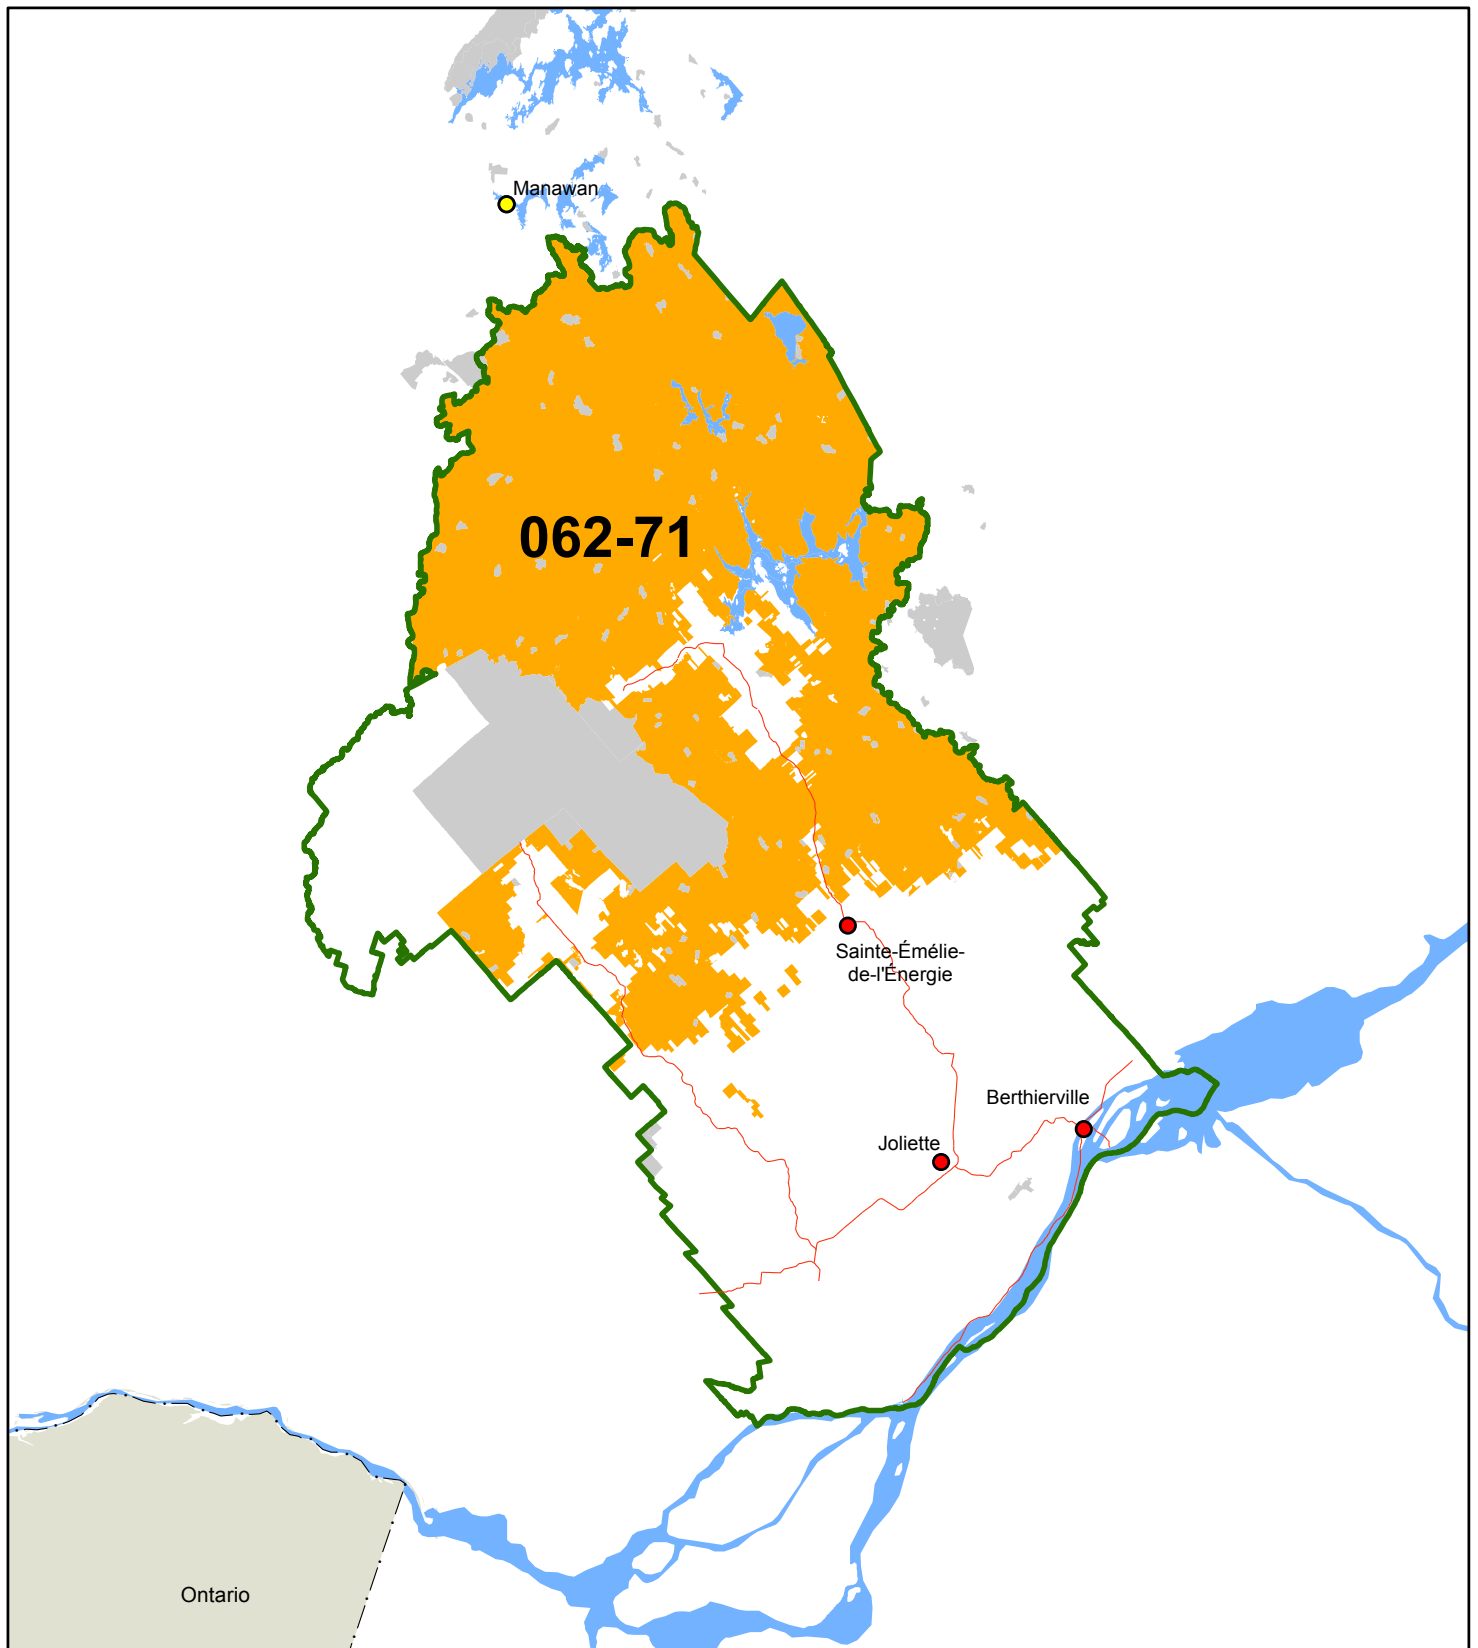 Manawan
062-71
Sainte-Émélie-
de-l'Énergie
Berthierville
Joliette
Ontario